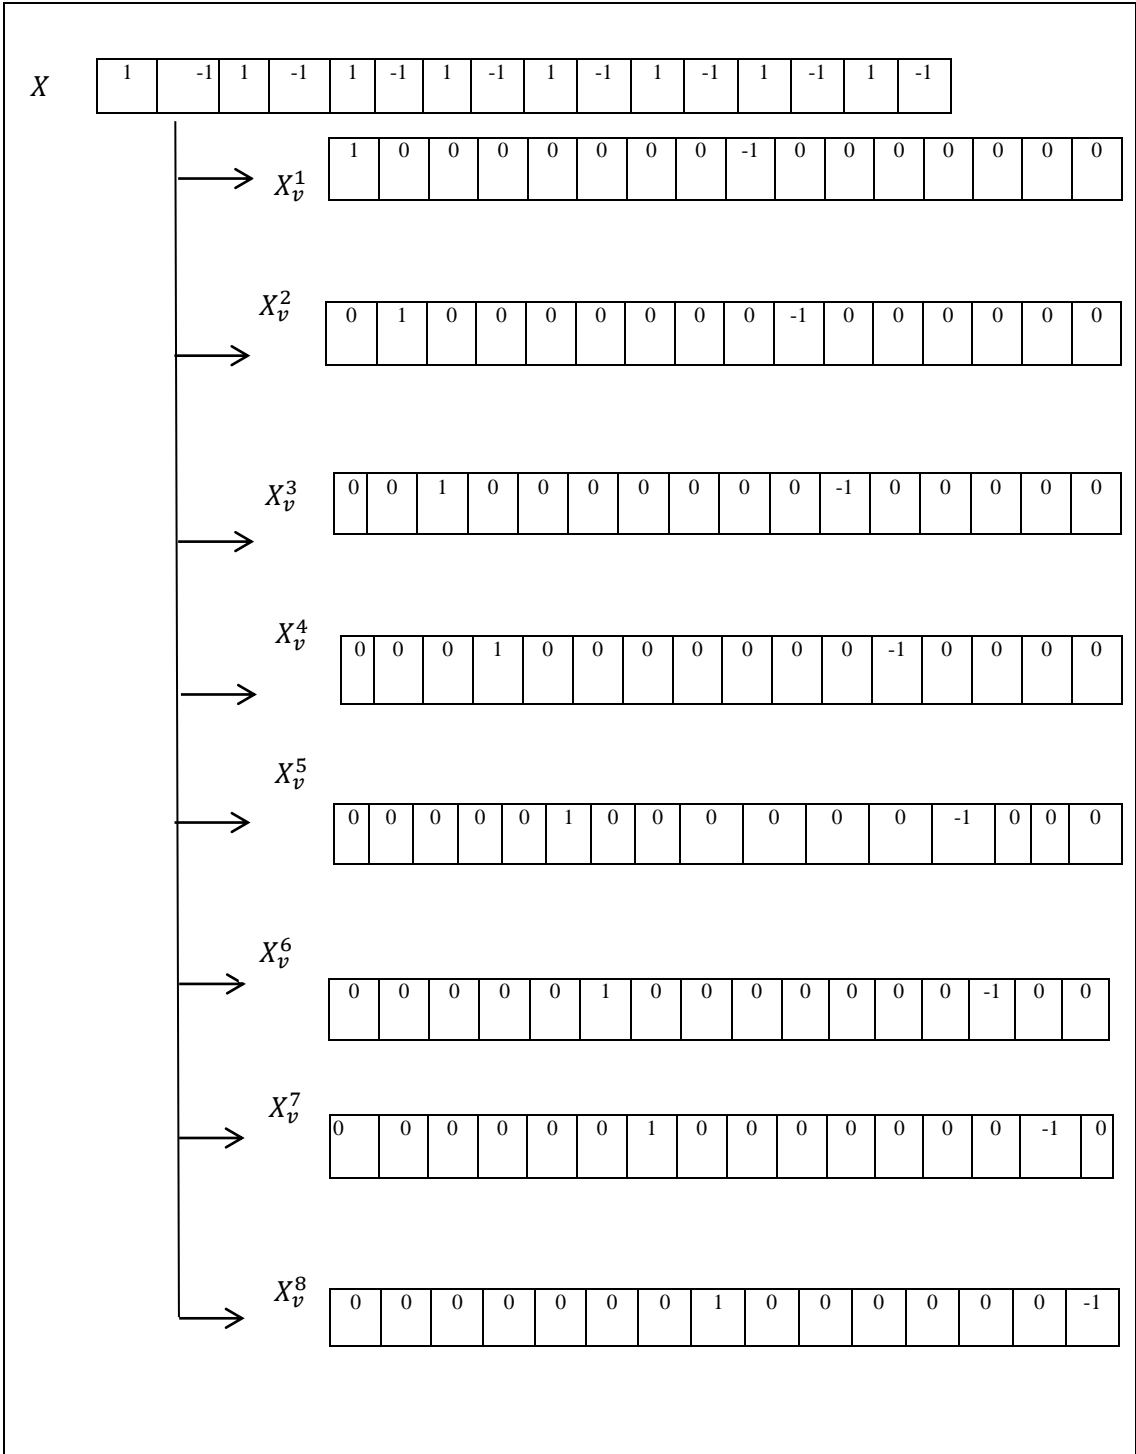 X 1 -1 1 -1 1 -1 1 -1 1 -1 1 -1 1 -1 1 -1
X_v^1 1 0 0 0 0 0 0 0 -1 0 0 0 0 0 0 0
X_v^2 0 1 0 0 0 0 0 0 0 -1 0 0 0 0 0 0
X_v^3 0 0 1 0 0 0 0 0 0 0 -1 0 0 0 0 0
X_v^4 0 0 0 1 0 0 0 0 0 0 0 -1 0 0 0 0
X_v^5 0 0 0 0 0 1 0 0 0 0 0 0 -1 0 0 0
X_v^6 0 0 0 0 0 1 0 0 0 0 0 0 0 -1 0 0
X_v^7 0 0 0 0 0 0 1 0 0 0 0 0 0 0 -1 0
X_v^8 0 0 0 0 0 0 0 1 0 0 0 0 0 0 -1